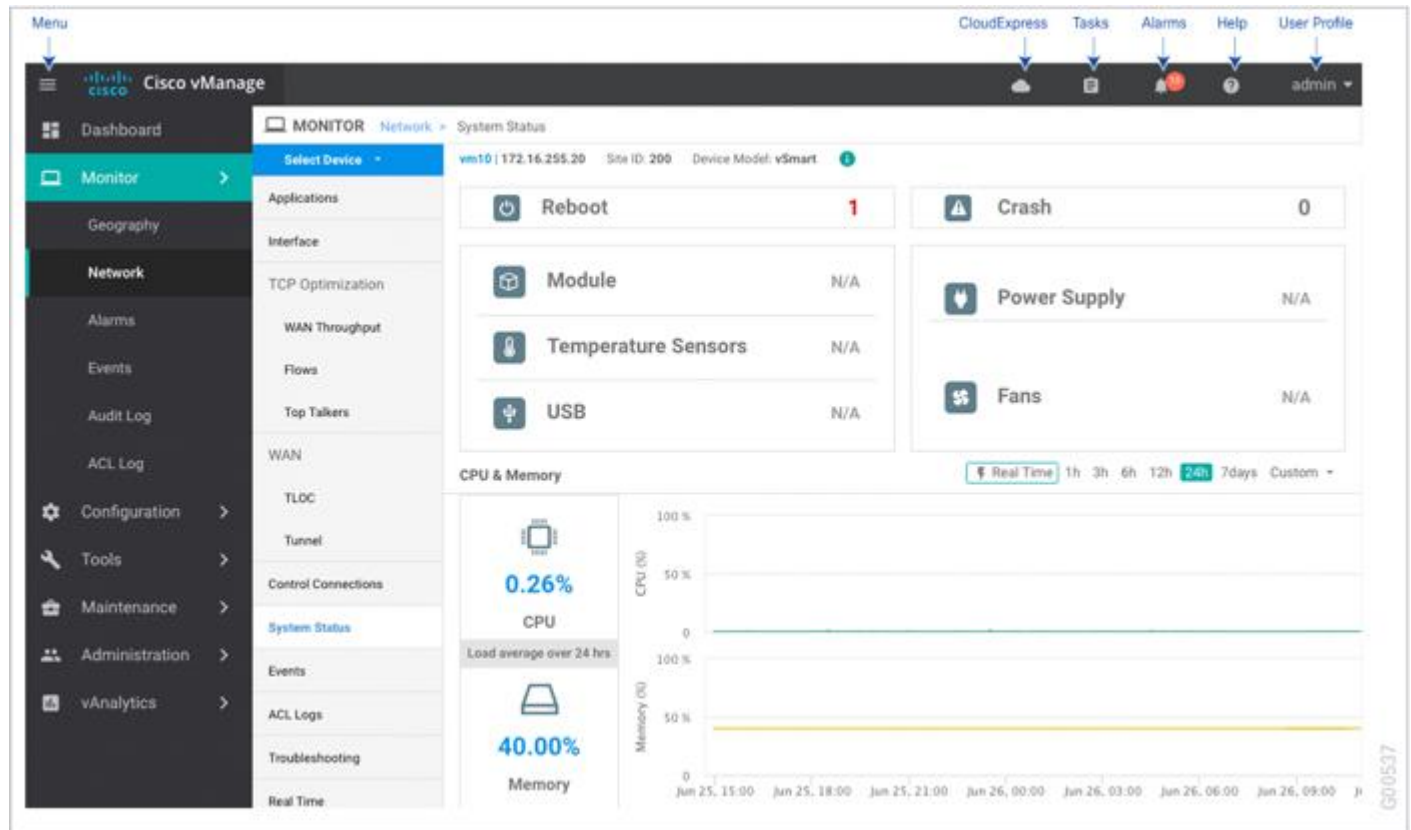 Menu
CloudExpress Tasks Alarms Help User Profile
cisco Cisco vManage
admin
Dashboard
Monitor
Geography
Network
Alarms
Events
Audit Log
ACL Log
Configuration
Tools
Maintenance
Administration
vAnalytics
MONITOR Network > System Status
Select Device
vm10 | 172.16.255.20 Site ID: 200 Device Model: vSmart
Applications
Interface
TCP Optimization
WAN Throughput
Flows
Top Talkers
WAN
TLOC
Tunnel
Control Connections
System Status
Events
ACL Logs
Troubleshooting
Real Time
Reboot 1
Crash 0
Module N/A
Temperature Sensors N/A
USB N/A
Power Supply N/A
Fans N/A
CPU & Memory
Real Time 1h 3h 6h 12h 24h 7days Custom
0.26%
CPU
Load average over 24 hrs
40.00%
Memory
CPU (%)
100 %
50 %
0
Memory (%)
100 %
50 %
0
Jun 25, 15:00 Jun 25, 18:00 Jun 25, 21:00 Jun 26, 00:00 Jun 26, 03:00 Jun 26, 06:00 Jun 26, 09:00
G00537